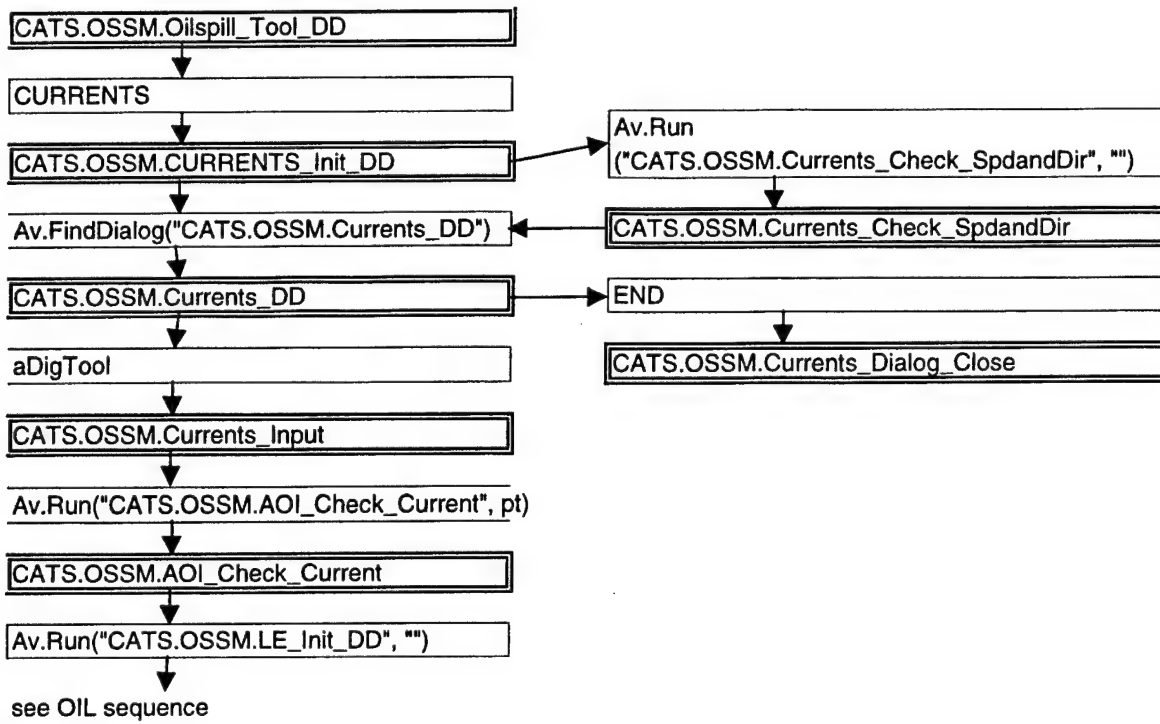 CATS.OSSM.Oilspill_Tool_DD
CURRENTS
CATS.OSSM.CURRENTS_Init_DD
Av.FindDialog("CATS.OSSM.Currents_DD")
CATS.OSSM.Currents_DD
aDigTool
CATS.OSSM.Currents_Input
Av.Run("CATS.OSSM.AOI_Check_Current", pt)
CATS.OSSM.AOI_Check_Current
Av.Run("CATS.OSSM.LE_Init_DD", "")
see OIL sequence
Av.Run
("CATS.OSSM.Currents_Check_SpdandDir", "")
CATS.OSSM.Currents_Check_SpdandDir
END
CATS.OSSM.Currents_Dialog_Close